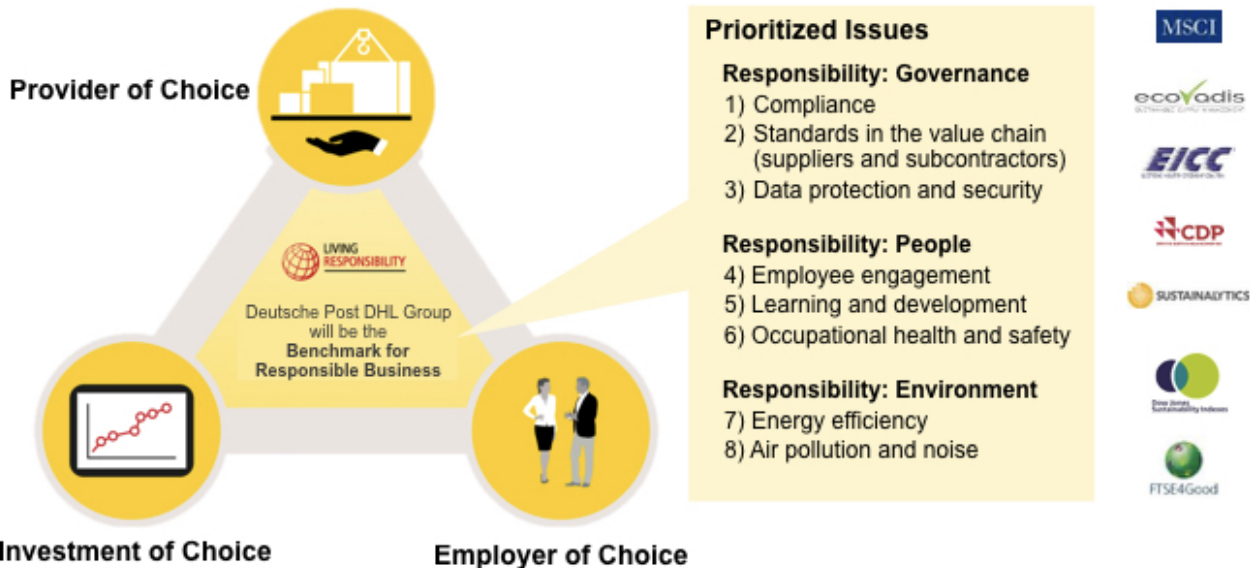 Provider of Choice
LIVING
RESPONSIBILITY
Deutsche Post DHL Group
will be the
Benchmark for
Responsible Business
Investment of Choice
Employer of Choice
Prioritized Issues
Responsibility: Governance
1) Compliance
2) Standards in the value chain
(suppliers and subcontractors)
3) Data protection and security
Responsibility: People
4) Employee engagement
5) Learning and development
6) Occupational health and safety
Responsibility: Environment
7) Energy efficiency
8) Air pollution and noise
MSCI
ecovadis
EICC
CDP
SUSTAINALYTICS
Dow Jones
Sustainability Indexes
FTSE4Good